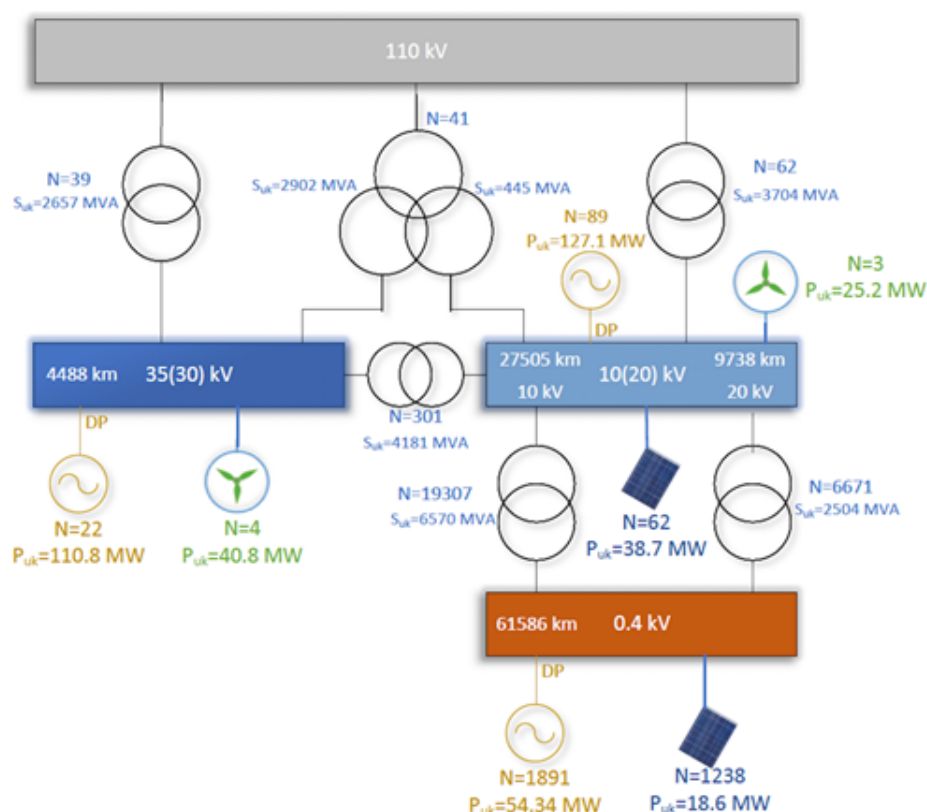 110 kV
N=41
N=39
S_uk=2657 MVA
S_uk=2902 MVA
S_uk=445 MVA
N=62
S_uk=3704 MVA
N=89
P_uk=127.1 MW
N=3
P_uk=25.2 MW
DP
4488 km 35(30) kV
27505 km 10(20) kV 9738 km
10 kV 20 kV
N=301
S_uk=4181 MVA
DP
N=22
P_uk=110.8 MW
N=4
P_uk=40.8 MW
N=19307
S_uk=6570 MVA
N=62
P_uk=38.7 MW
N=6671
S_uk=2504 MVA
61586 km 0.4 kV
DP
N=1891
P_uk=54,34 MW
N=1238
P_uk=18.6 MW